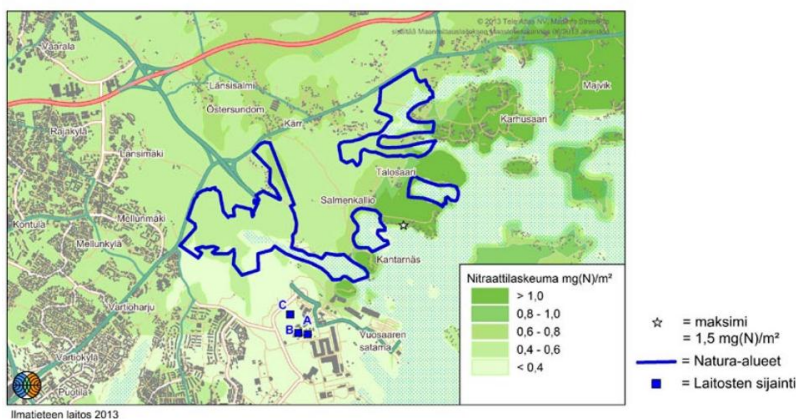 © 2013 Tele Atlas NV,
Vaarala
Länsisalmi
Östersundom
Kärr
Majvik
Karhusaari
Rajakylä
Länsimäki
Talosaari
Salmenkallio
Kontula
Mellunmäki
Mellunkylä
Kantarnäs
Vartioharju
C
B
A
Vuosaaren
satama
Vartiokylä
Puotila
Nitraattilaskeuma mg(N)/m²
> 1,0
0,8 - 1,0
0,6 - 0,8
0,4 - 0,6
< 0,4
= maksimi
= 1,5 mg(N)/m²
= Natura-alueet
= Laitosten sijainti
Ilmatieteen laitos 2013